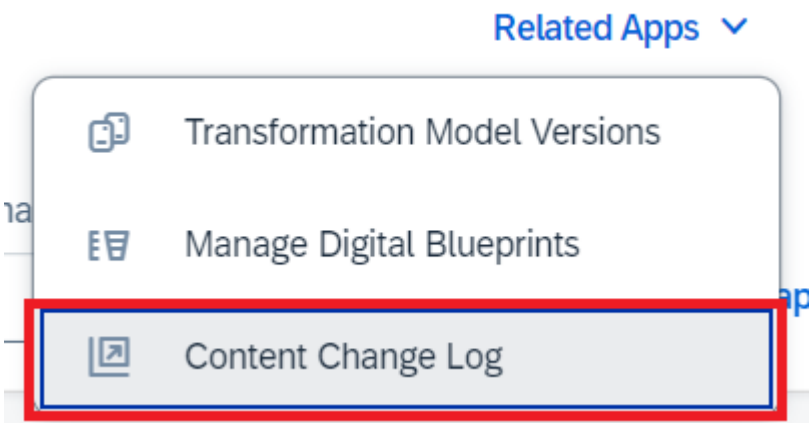 Related Apps
Transformation Model Versions
Manage Digital Blueprints
Content Change Log